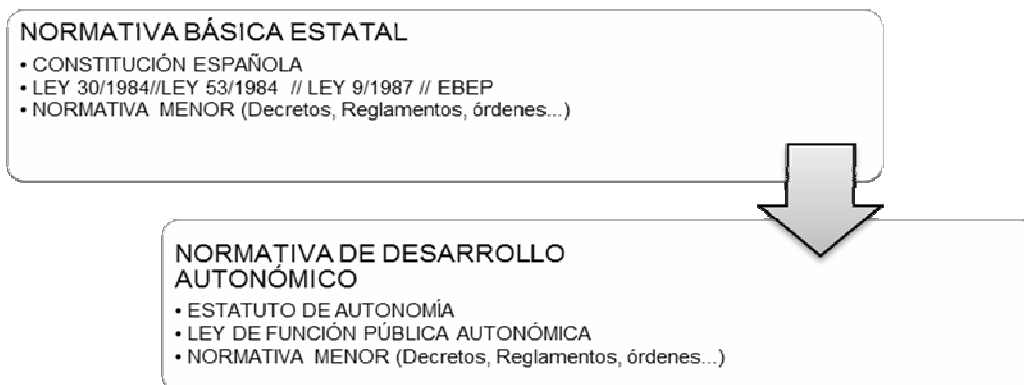 NORMATIVA BÁSICA ESTATAL
• CONSTITUCIÓN ESPAÑOLA
• LEY 30/1984//LEY 53/1984 // LEY 9/1987 // EBEP
• NORMATIVA MENOR (Decretos, Reglamentos, órdenes...)
NORMATIVA DE DESARROLLO
AUTONÓMICO
• ESTATUTO DE AUTONOMÍA
• LEY DE FUNCIÓN PÚBLICA AUTONÓMICA
• NORMATIVA MENOR (Decretos, Reglamentos, órdenes...)